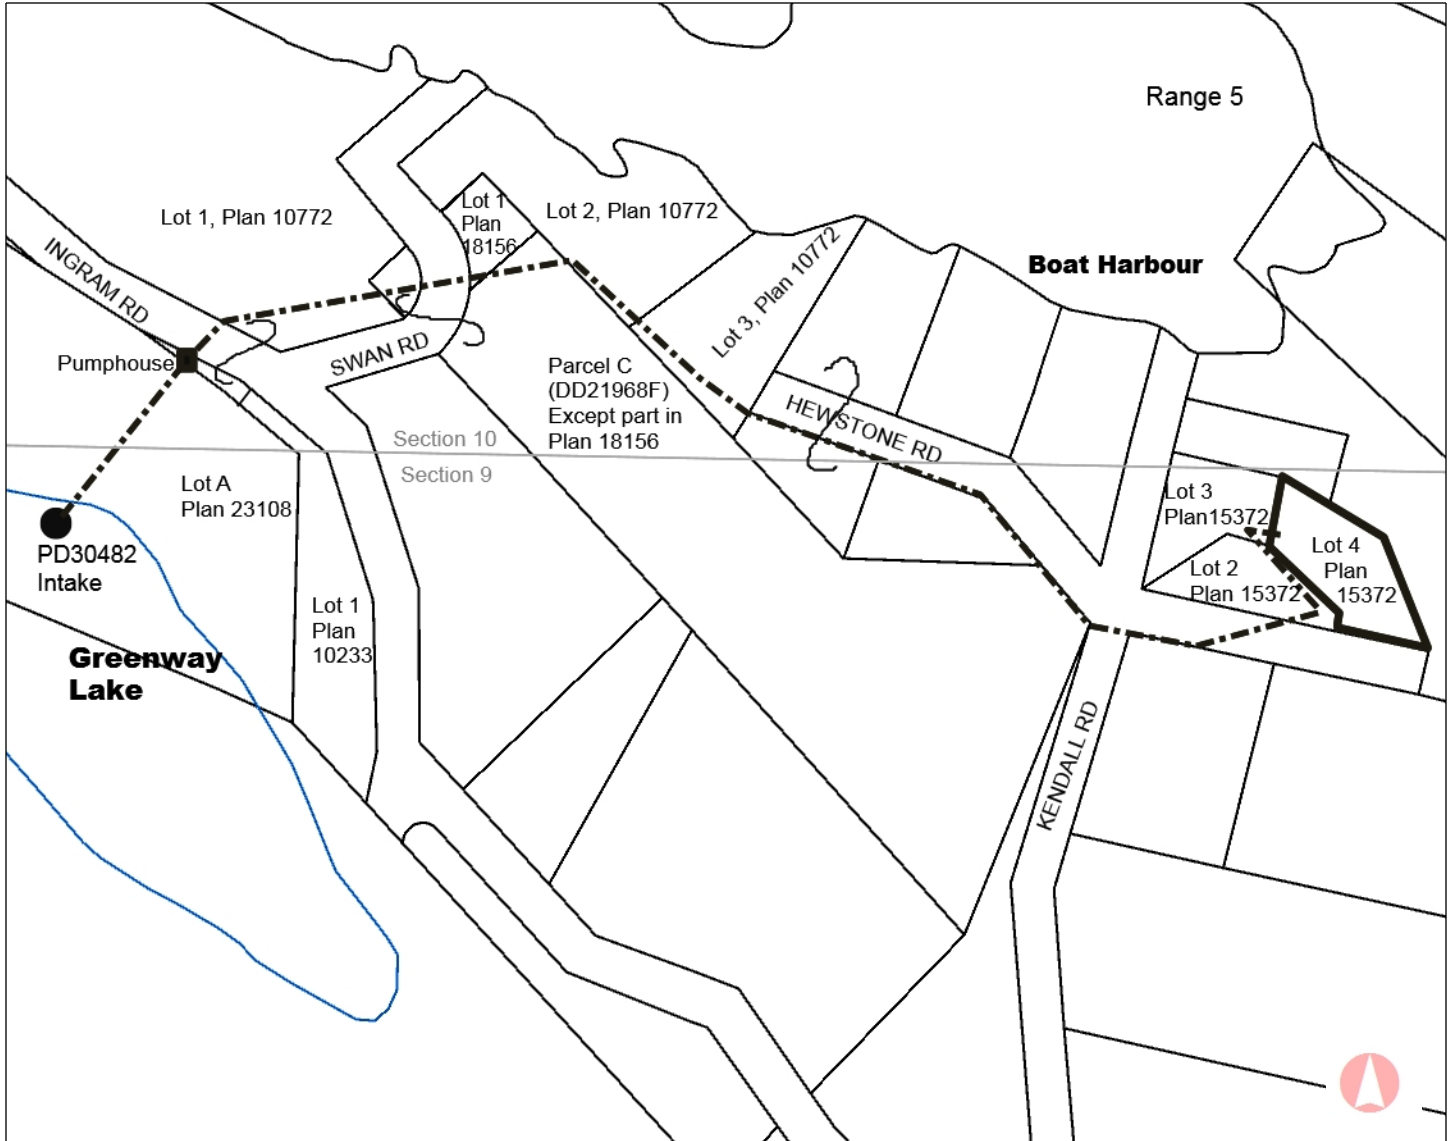 Range 5
Lot 1, Plan 10772
Lot 1
Plan
18156
Lot 2, Plan 10772
INGRAM RD
Lot 3, Plan 10772
Boat Harbour
Pumphouse
SWAN RD
Parcel C
(DD21968F)
Except part in
Plan 18156
HEWSTONE RD
Section 10
Section 9
Lot A
Plan 23108
Lot 3
Plan15372
PD30482
Intake
Lot 2
Plan 15372
Lot 4
Plan
15372
Lot 1
Plan
10233
Greenway
Lake
KENDALL RD